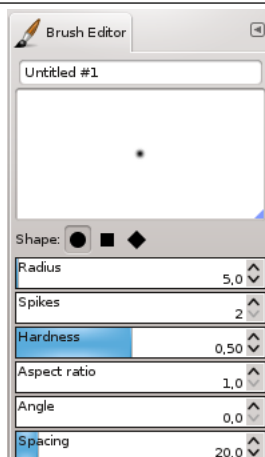 Brush Editor
Untitled #1
Shape:
Radius
5,0
Spikes
2
Hardness
0,50
Aspect ratio
1,0
Angle
0,0
Spacing
20,0